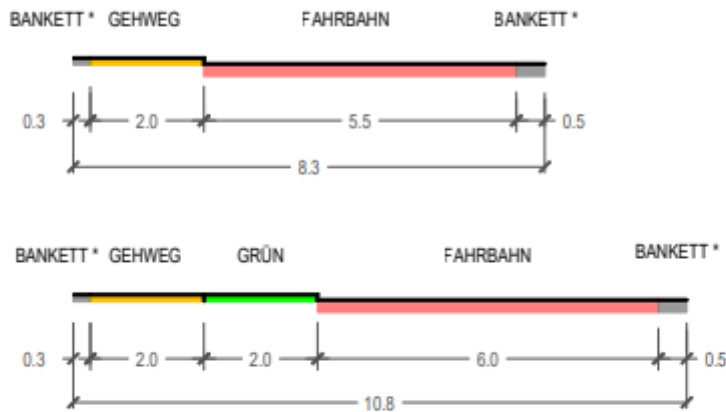 BANKETT * GEHWEG FAHRBAHN BANKETT *
0.3 2.0 5.5 0.5
8.3
BANKETT * GEHWEG GRÜN FAHRBAHN BANKETT *
0.3 2.0 2.0 6.0 0.5
10.8